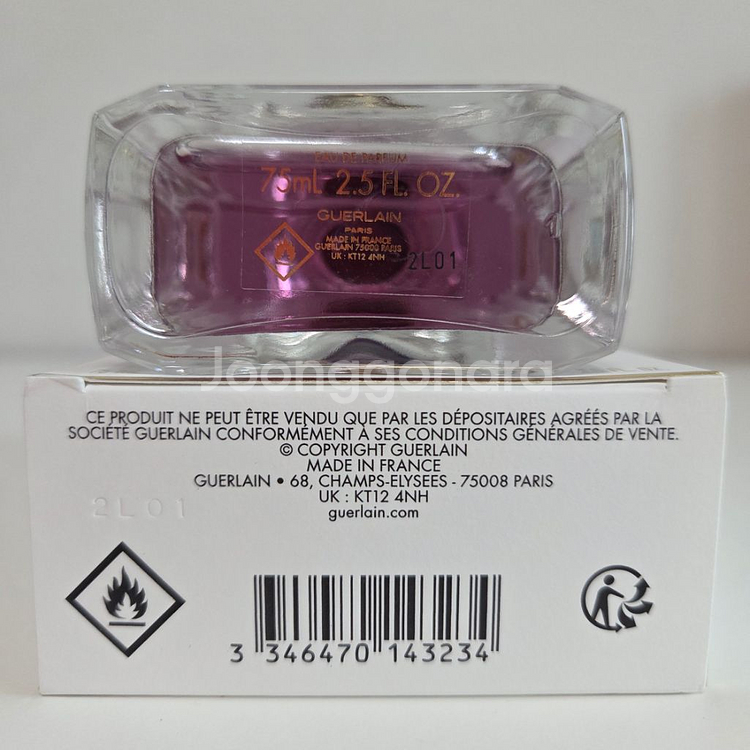 EAU DE PARFUM
75mL 2.5 FL. OZ.
GUERLAIN
PARIS
MADE IN FRANCE
GUERLAIN 75008 PARIS
UK : KT12 4NH
2L01
Joonggonara
CE PRODUIT NE PEUT ÊTRE VENDU QUE PAR LES DÉPOSITAIRES AGRÉÉS PAR LA
SOCIÉTÉ GUERLAIN CONFORMÉMENT À SES CONDITIONS GÉNÉRALES DE VENTE.
© COPYRIGHT GUERLAIN
MADE IN FRANCE
GUERLAIN • 68, CHAMPS-ELYSEES - 75008 PARIS
UK : KT12 4NH
guerlain.com
2L01
3 346470 143234